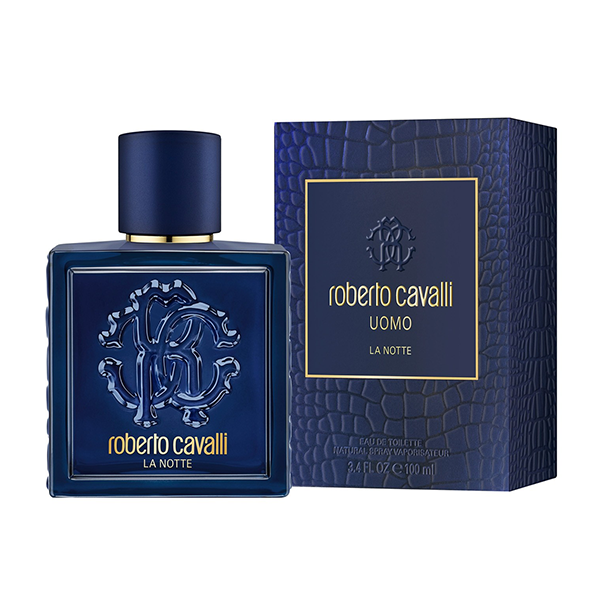 roberto cavalli
LA NOTTE
roberto cavalli
UOMO
LA NOTTE
EAU DE TOILETTE
NATURAL SPRAY VAPORISATEUR
3.4 FL OZ ℮ 100 ml